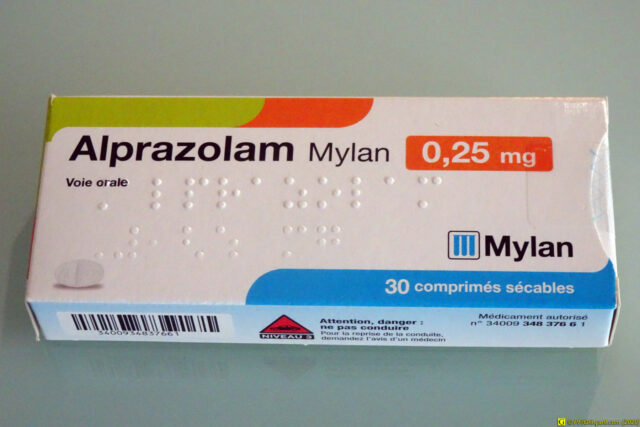 Alprazolam Mylan 0,25 mg
Voie orale
Mylan
30 comprimés sécables
3400934837661
NIVEAU 3
Attention, danger :
ne pas conduire
Pour la reprise de la conduite,
demandez l'avis d'un médecin
Médicament autorisé
n° 34009 348 376 6 1